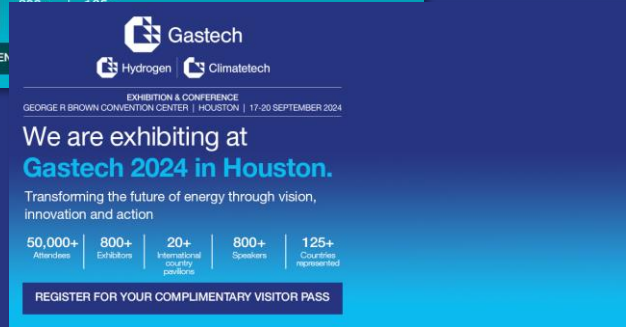 Gastech
Hydrogen Climatetech
EXHIBITION & CONFERENCE
GEORGE R BROWN CONVENTION CENTER | HOUSTON | 17-20 SEPTEMBER 2024
We are exhibiting at
Gastech 2024 in Houston.
Transforming the future of energy through vision,
innovation and action
50,000+ 800+ 20+ 800+ 125+
Attendees Exhibitors International Speakers Countries
country represented
pavilions
REGISTER FOR YOUR COMPLIMENTARY VISITOR PASS
EN